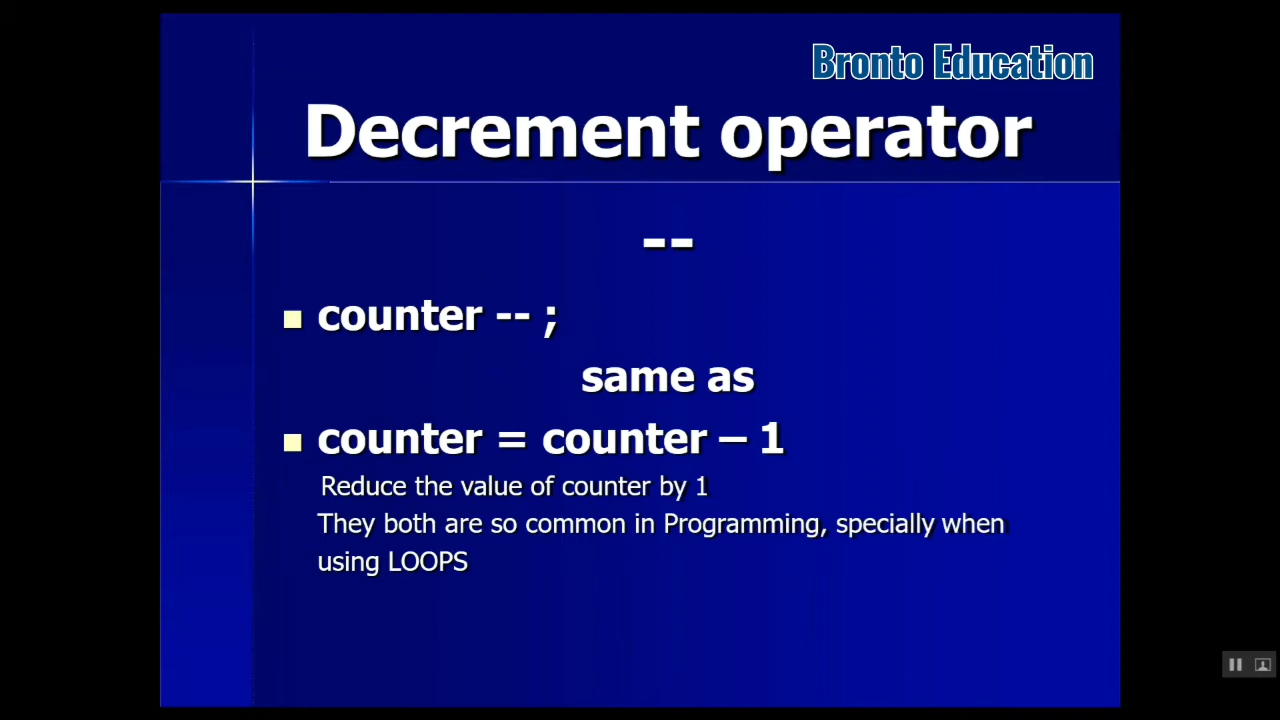 Bronto Education
Decrement operator
--
counter -- ;
same as
counter = counter – 1
Reduce the value of counter by 1
They both are so common in Programming, specially when
using LOOPS